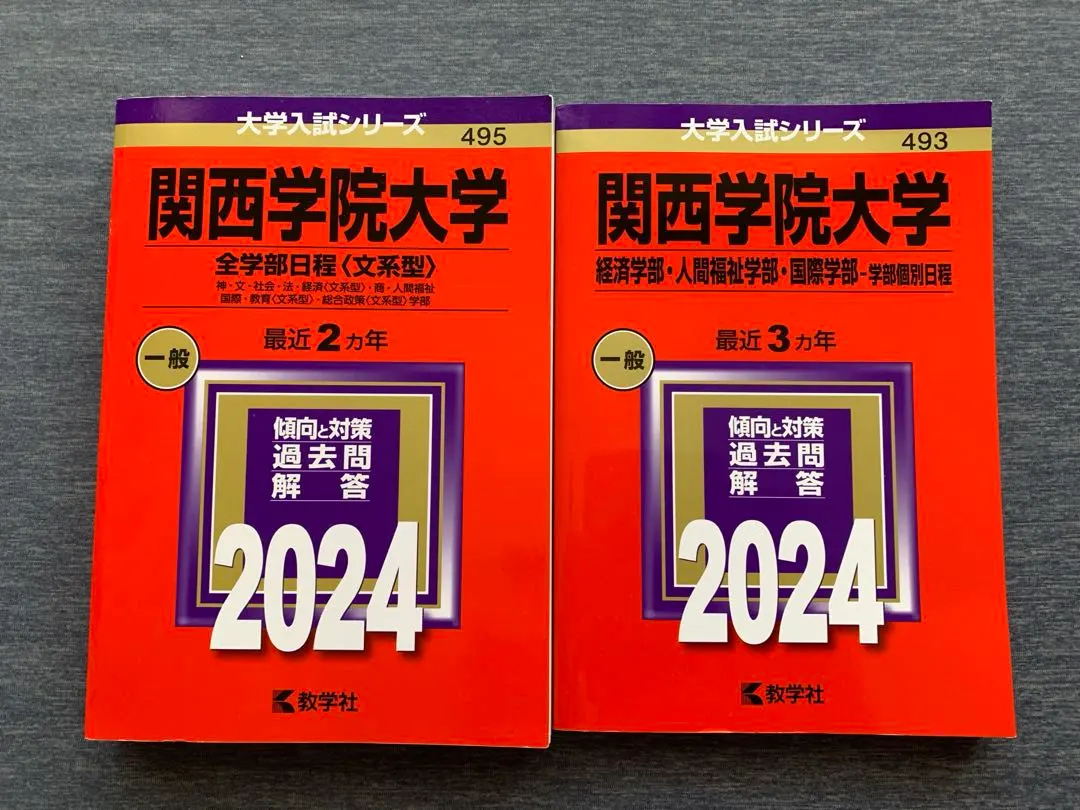 大学入試シリーズ
495
関西学院大学
全学部日程〈文系型〉
神・文・社会・法・経済〈文系型〉・商・人間福祉
国際・教育〈文系型〉・総合政策〈文系型〉学部
最近2カ年
一般
傾向と対策
過去問
解答
2024
教学社
大学入試シリーズ
493
関西学院大学
経済学部・人間福祉学部・国際学部-学部個別日程
最近3カ年
一般
傾向と対策
過去問
解答
2024
教学社